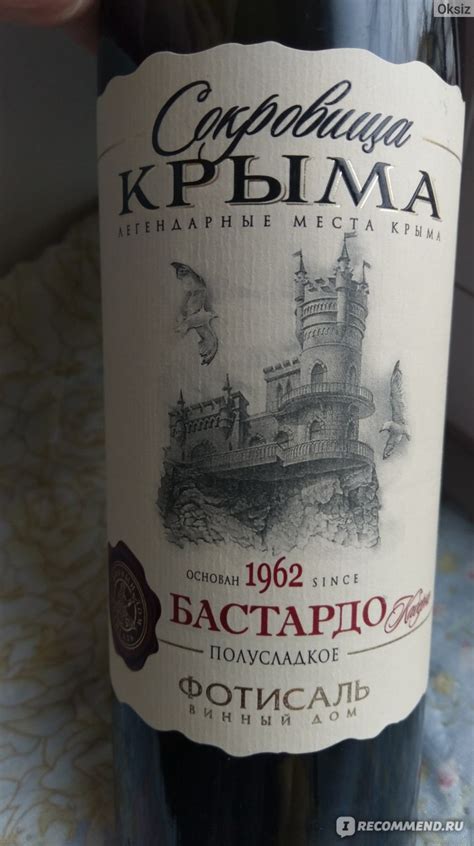 Oksiz
Сокровища
КРЫМА
ЛЕГЕНДАРНЫЕ МЕСТА КРЫМА
ОСНОВАН 1962 SINCE
БАСТАРДО
ПОЛУСЛАДКОЕ
ФОТИСАЛЬ
ВИННЫЙ ДОМ
I RECOMMEND.RU